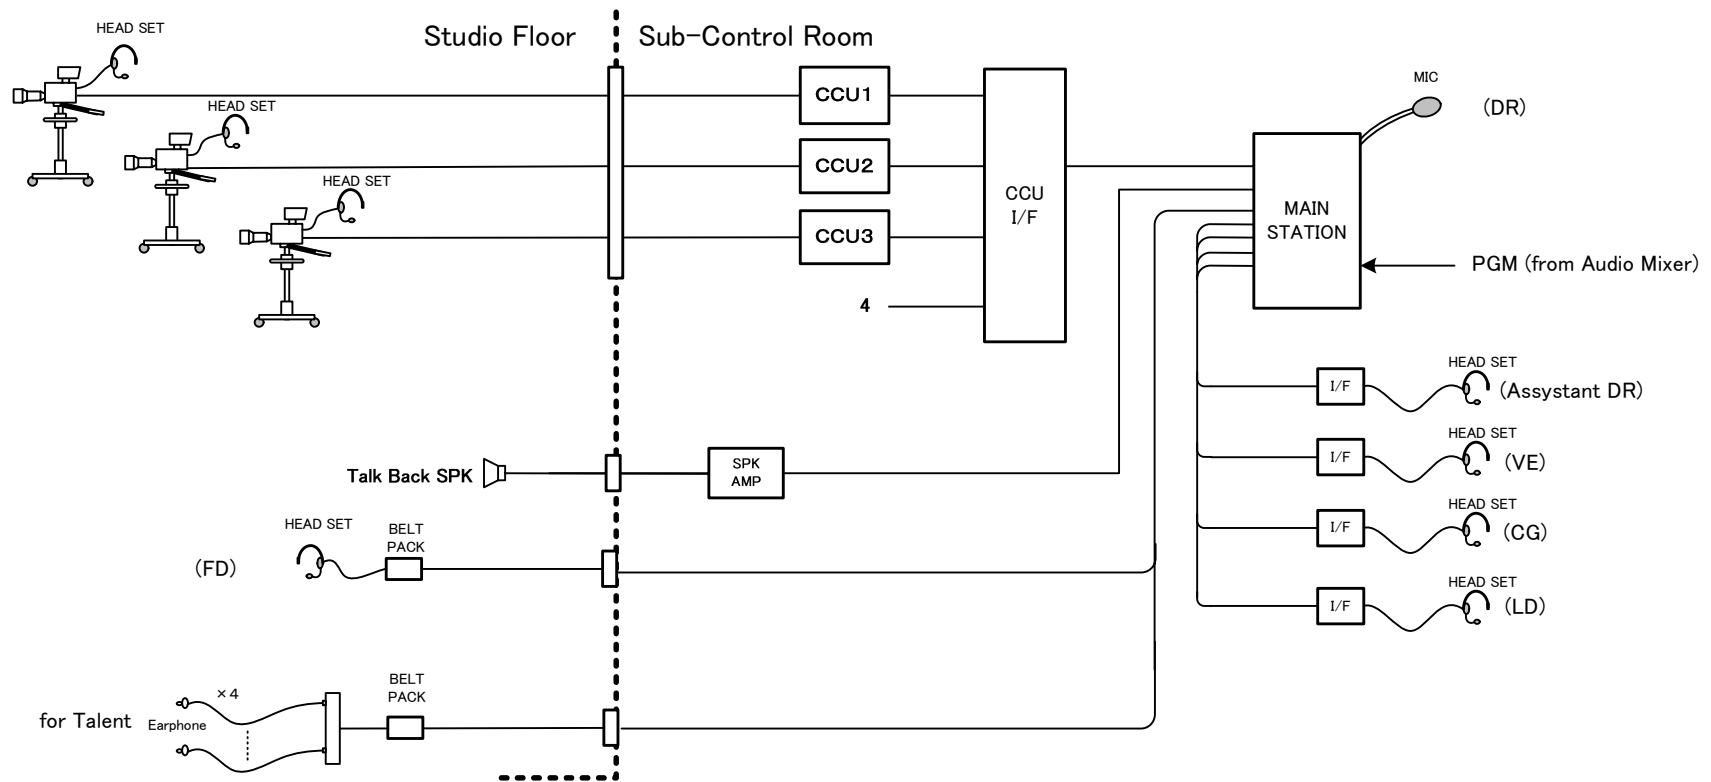 HEAD SET
Studio Floor
Sub-Control Room
HEAD SET
HEAD SET
CCU1
CCU2
CCU3
4
CCU
I/F
MIC
(DR)
MAIN
STATION
PGM (from Audio Mixer)
HEAD SET
I/F
(Assystant DR)
HEAD SET
I/F
(VE)
HEAD SET
I/F
(CG)
HEAD SET
I/F
(LD)
Talk Back SPK
SPK
AMP
HEAD SET
BELT
PACK
(FD)
BELT
PACK
×4
for Talent
Earphone